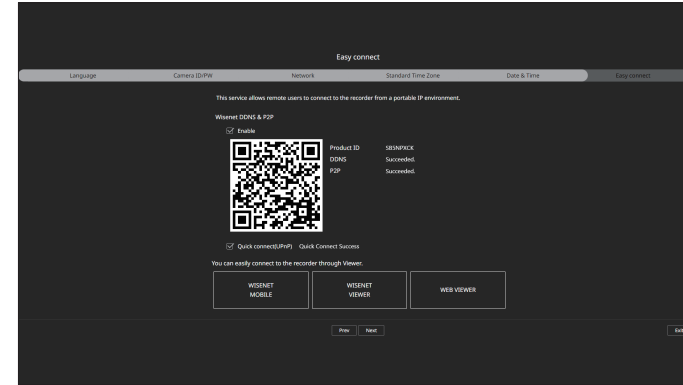 Easy connect
Language Camera ID/PW Network Standard Time Zone Date & Time Easy connect
This service allows remote users to connect to the recorder from a portable IP environment.
Wisenet DDNS & P2P
Enable
Product ID SB5NPXCK
DDNS Succeeded.
P2P Succeeded.
Quick connect(UPnP) Quick Connect Success
You can easily connect to the recorder through Viewer.
WISENET
MOBILE
WISENET
VIEWER
WEB VIEWER
Prev Next Exit